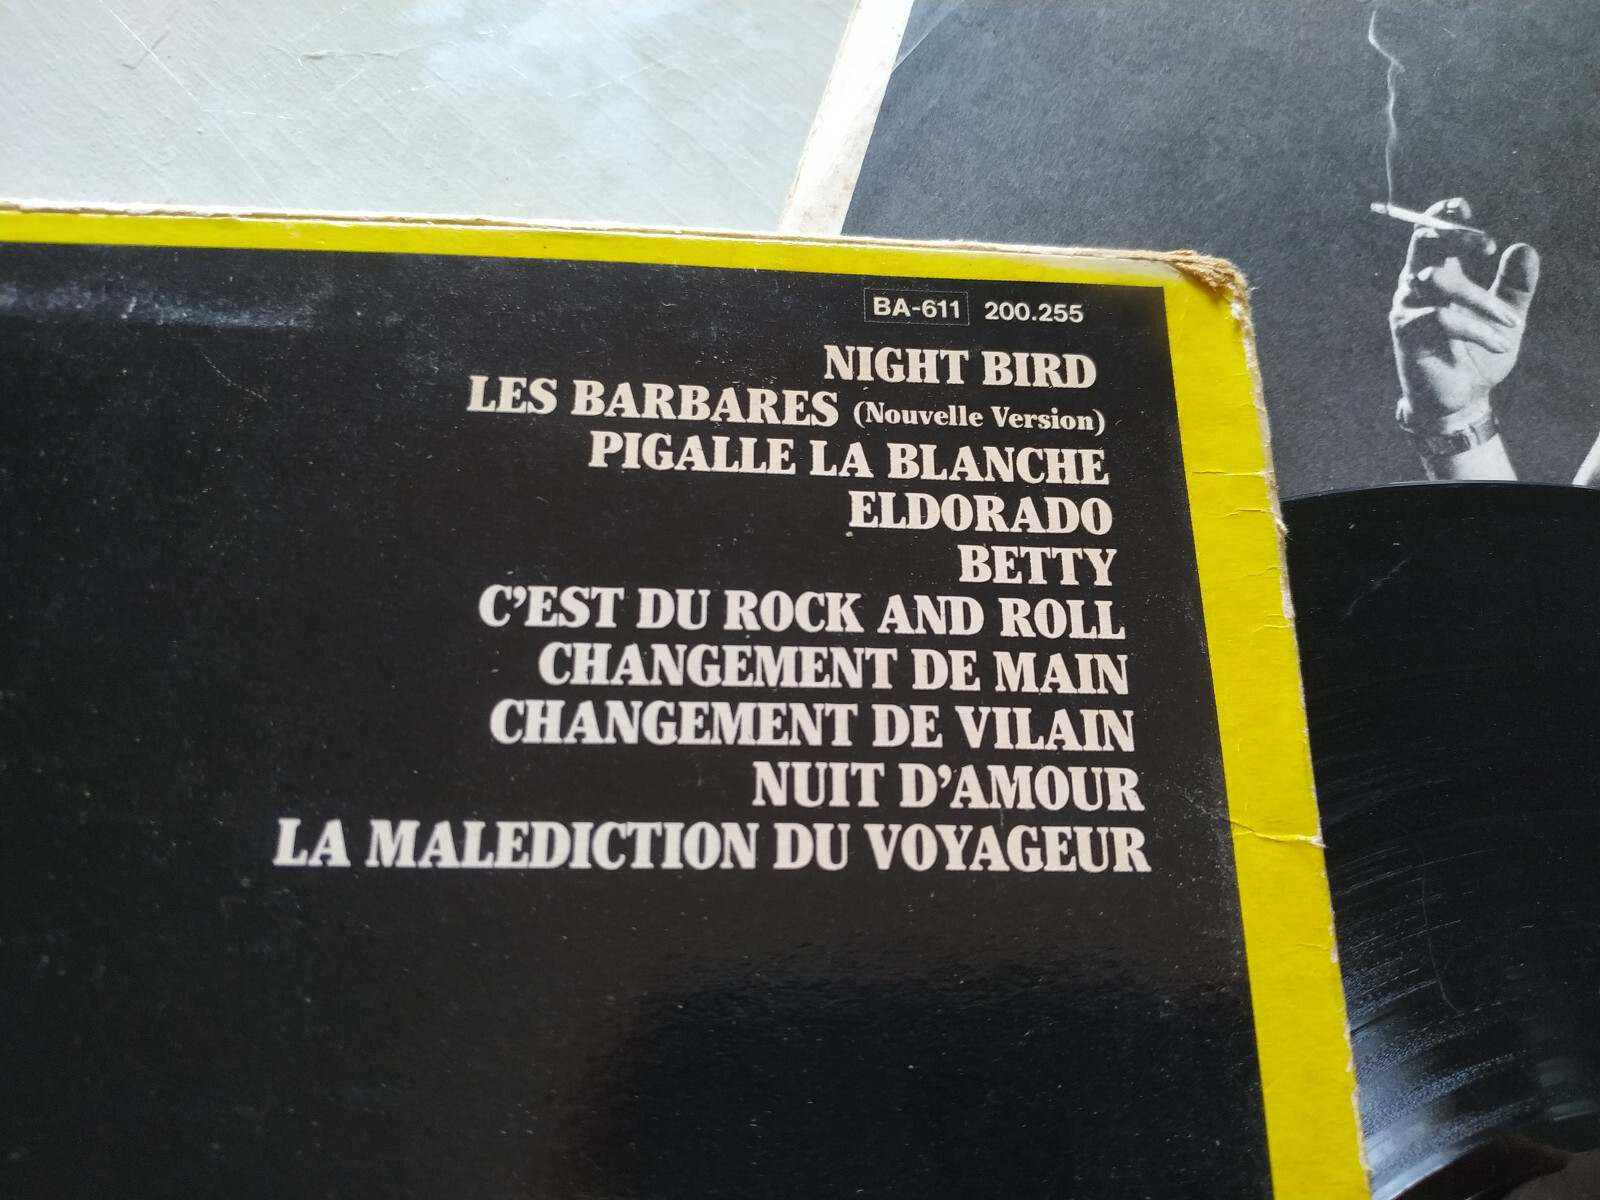 BA-611 200.255
NIGHT BIRD
LES BARBARES (Nouvelle Version)
PIGALLE LA BLANCHE
ELDORADO
BETTY
C'EST DU ROCK AND ROLL
CHANGEMENT DE MAIN
CHANGEMENT DE VILAIN
NUIT D'AMOUR
LA MALEDICTION DU VOYAGEUR